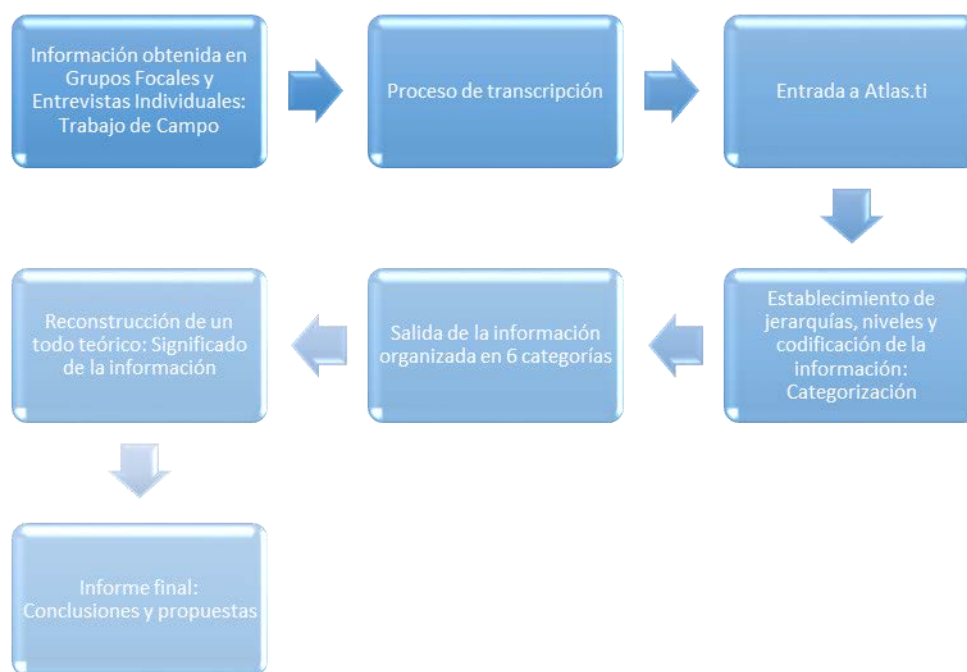 Información obtenida en
Grupos Focales y
Entrevistas Individuales:
Trabajo de Campo
Proceso de transcripción
Entrada a Atlas.ti
Establecimiento de
jerarquías, niveles y
codificación de la
información:
Categorización
Salida de la información
organizada en 6 categorías
Reconstrucción de un
todo teórico: Significado
de la información
Informe final:
Conclusiones y propuestas